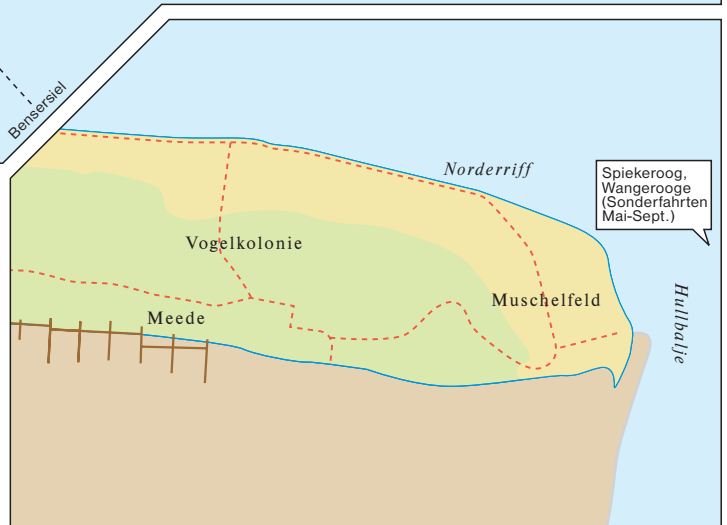 Bensersiel
Norderriff
Spiekeroog,
Wangerooge
(Sonderfahrten
Mai-Sept.)
Vogelkolonie
Muschelfeld
Meede
Hullbalje